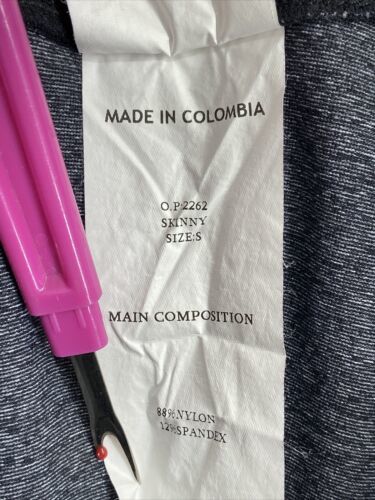 MADE IN COLOMBIA
O.P:2262
SKINNY
SIZE:S
MAIN COMPOSITION
88%NYLON
12%SPANDEX